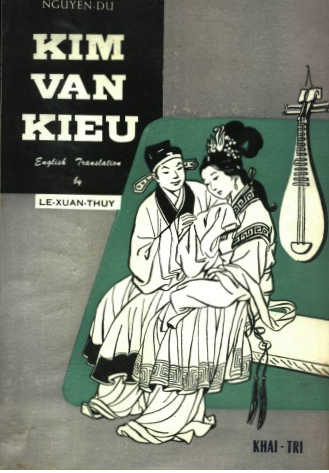 NGUYEN-DU
KIM
VAN
KIEU
English Translation
by
LE-XUAN-THUY
KHAI-TRI